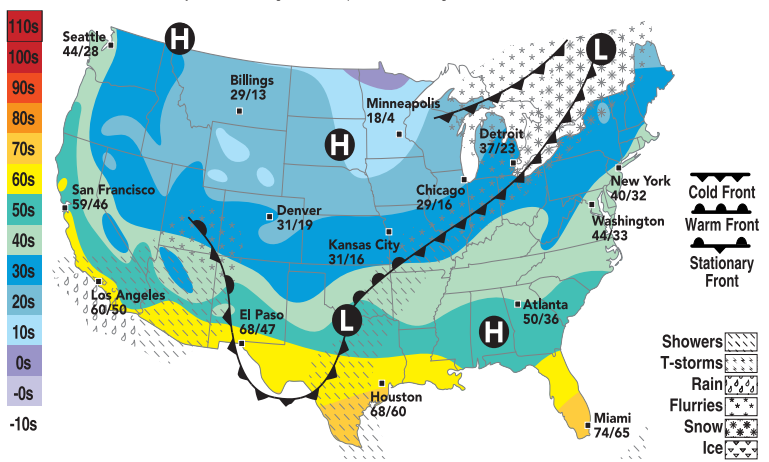 110s
100s
90s
80s
70s
60s
50s
40s
30s
20s
10s
0s
-0s
-10s
Seattle
44/28
H
Billings
29/13
Minneapolis
18/4
L
H
Detroit
37/23
San Francisco
59/46
Denver
31/19
Chicago
29/16
Kansas City
31/16
New York
40/32
Washington
44/33
Los Angeles
60/50
El Paso
68/47
L
Atlanta
50/36
H
Houston
68/60
Miami
74/65
Cold Front
Warm Front
Stationary
Front
Showers
T-storms
Rain
Flurries
Snow
Ice